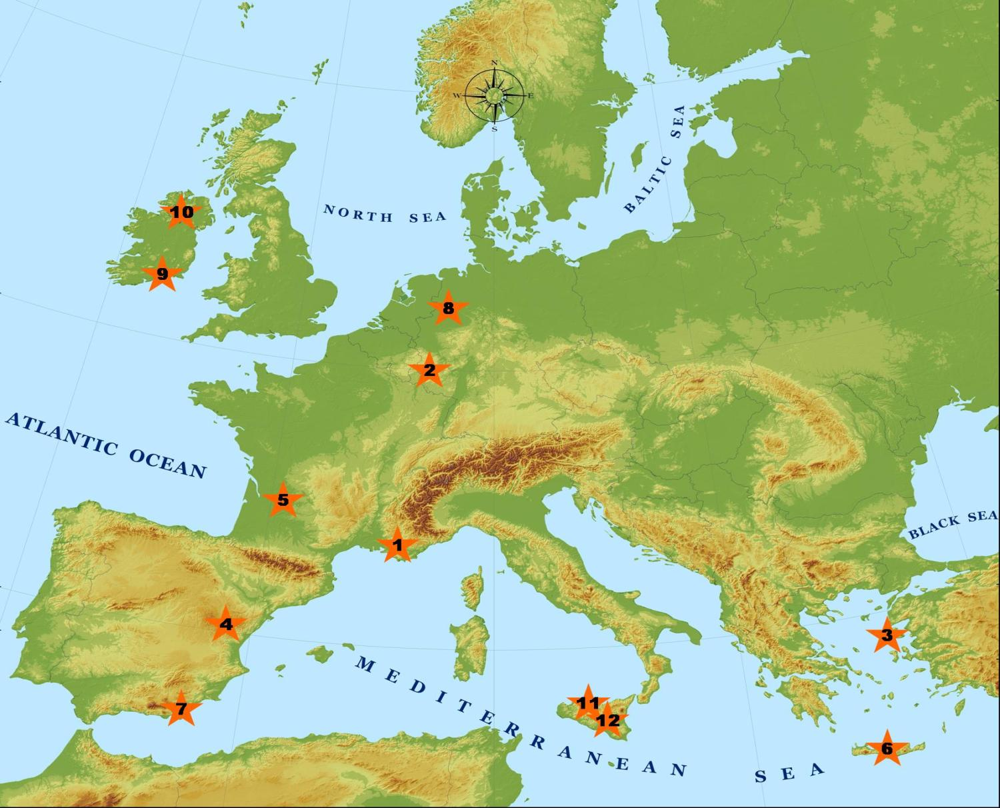 N
W
E
S
BALTIC SEA
NORTH SEA
10
9
8
2
ATLANTIC OCEAN
5
1
BLACK SEA
4
3
MEDITERRANEAN SEA
7
11
12
6